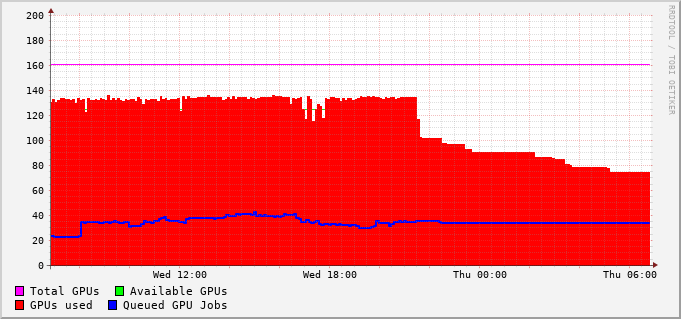 200
180
160
140
120
100
80
60
40
20
0
Wed 12:00 Wed 18:00 Thu 00:00 Thu 06:00
Total GPUs Available GPUs
GPUs used Queued GPU Jobs
RRDTOOL / TOBI OETIKER